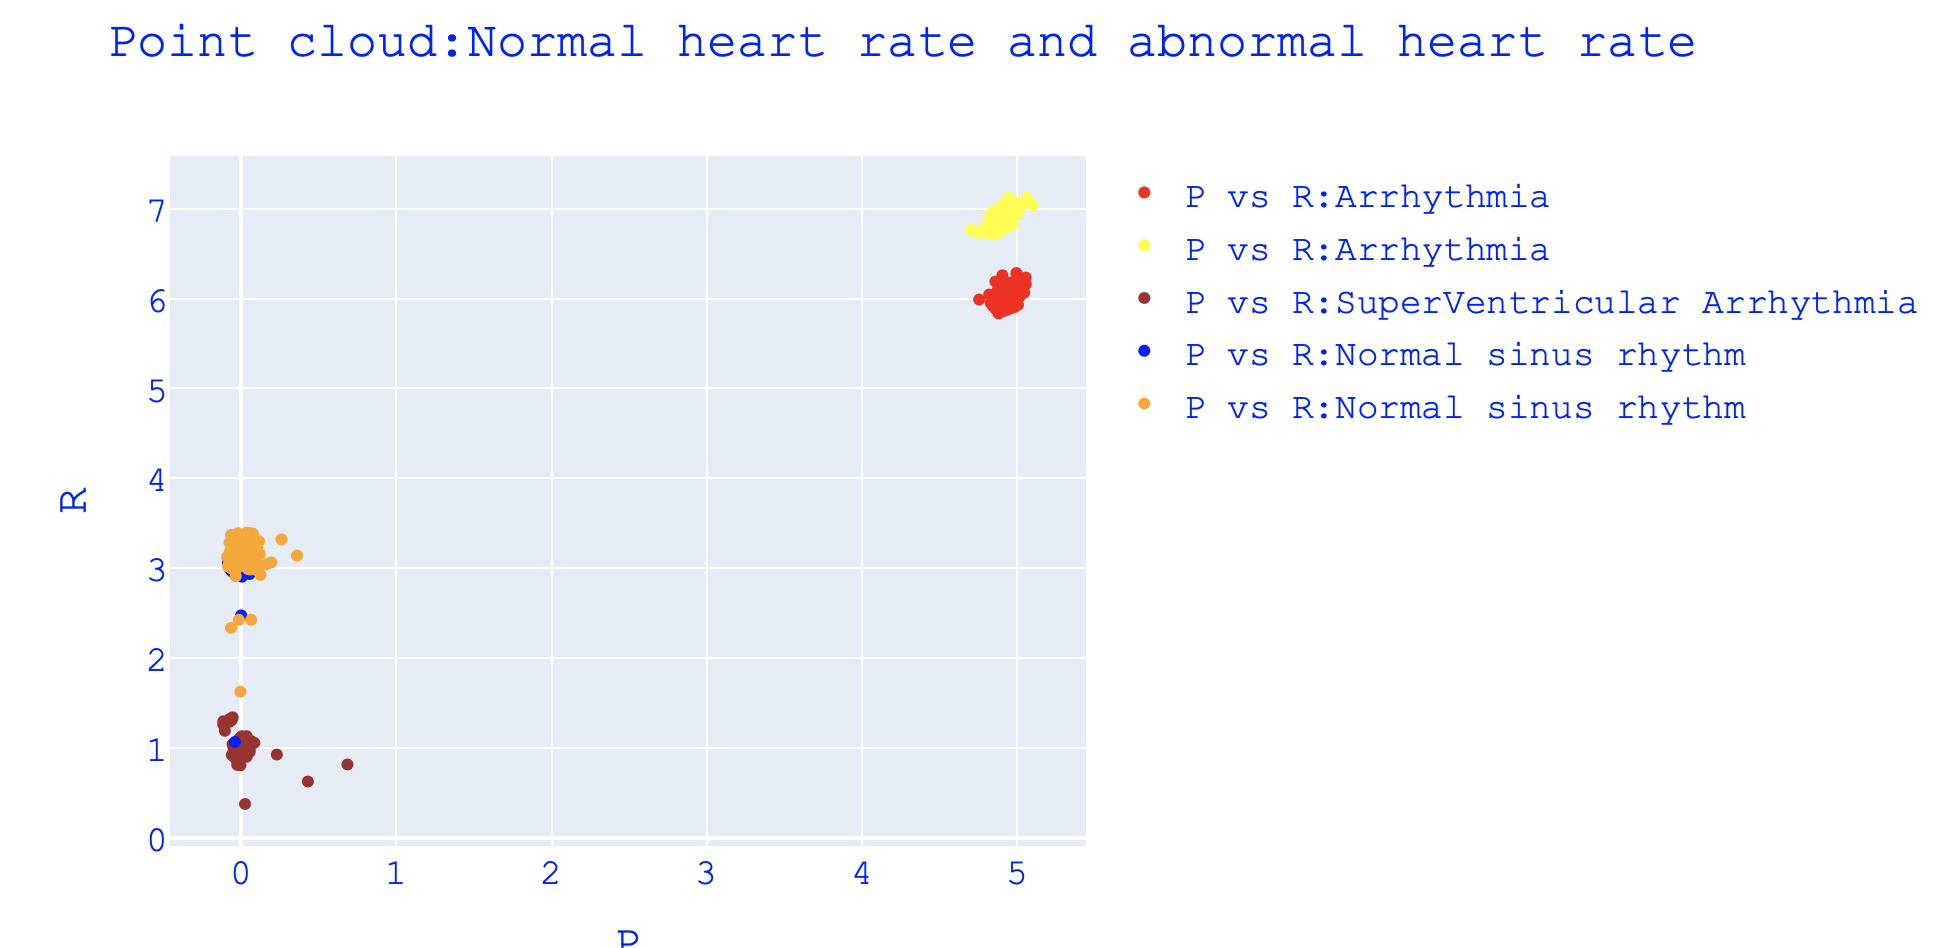 Point cloud:Normal heart rate and abnormal heart rate
P vs R:Arrhythmia
P vs R:Arrhythmia
P vs R:SuperVentricular Arrhythmia
P vs R:Normal sinus rhythm
P vs R:Normal sinus rhythm
7
6
5
4
3
2
1
0
R
0 1 2 3 4 5
P